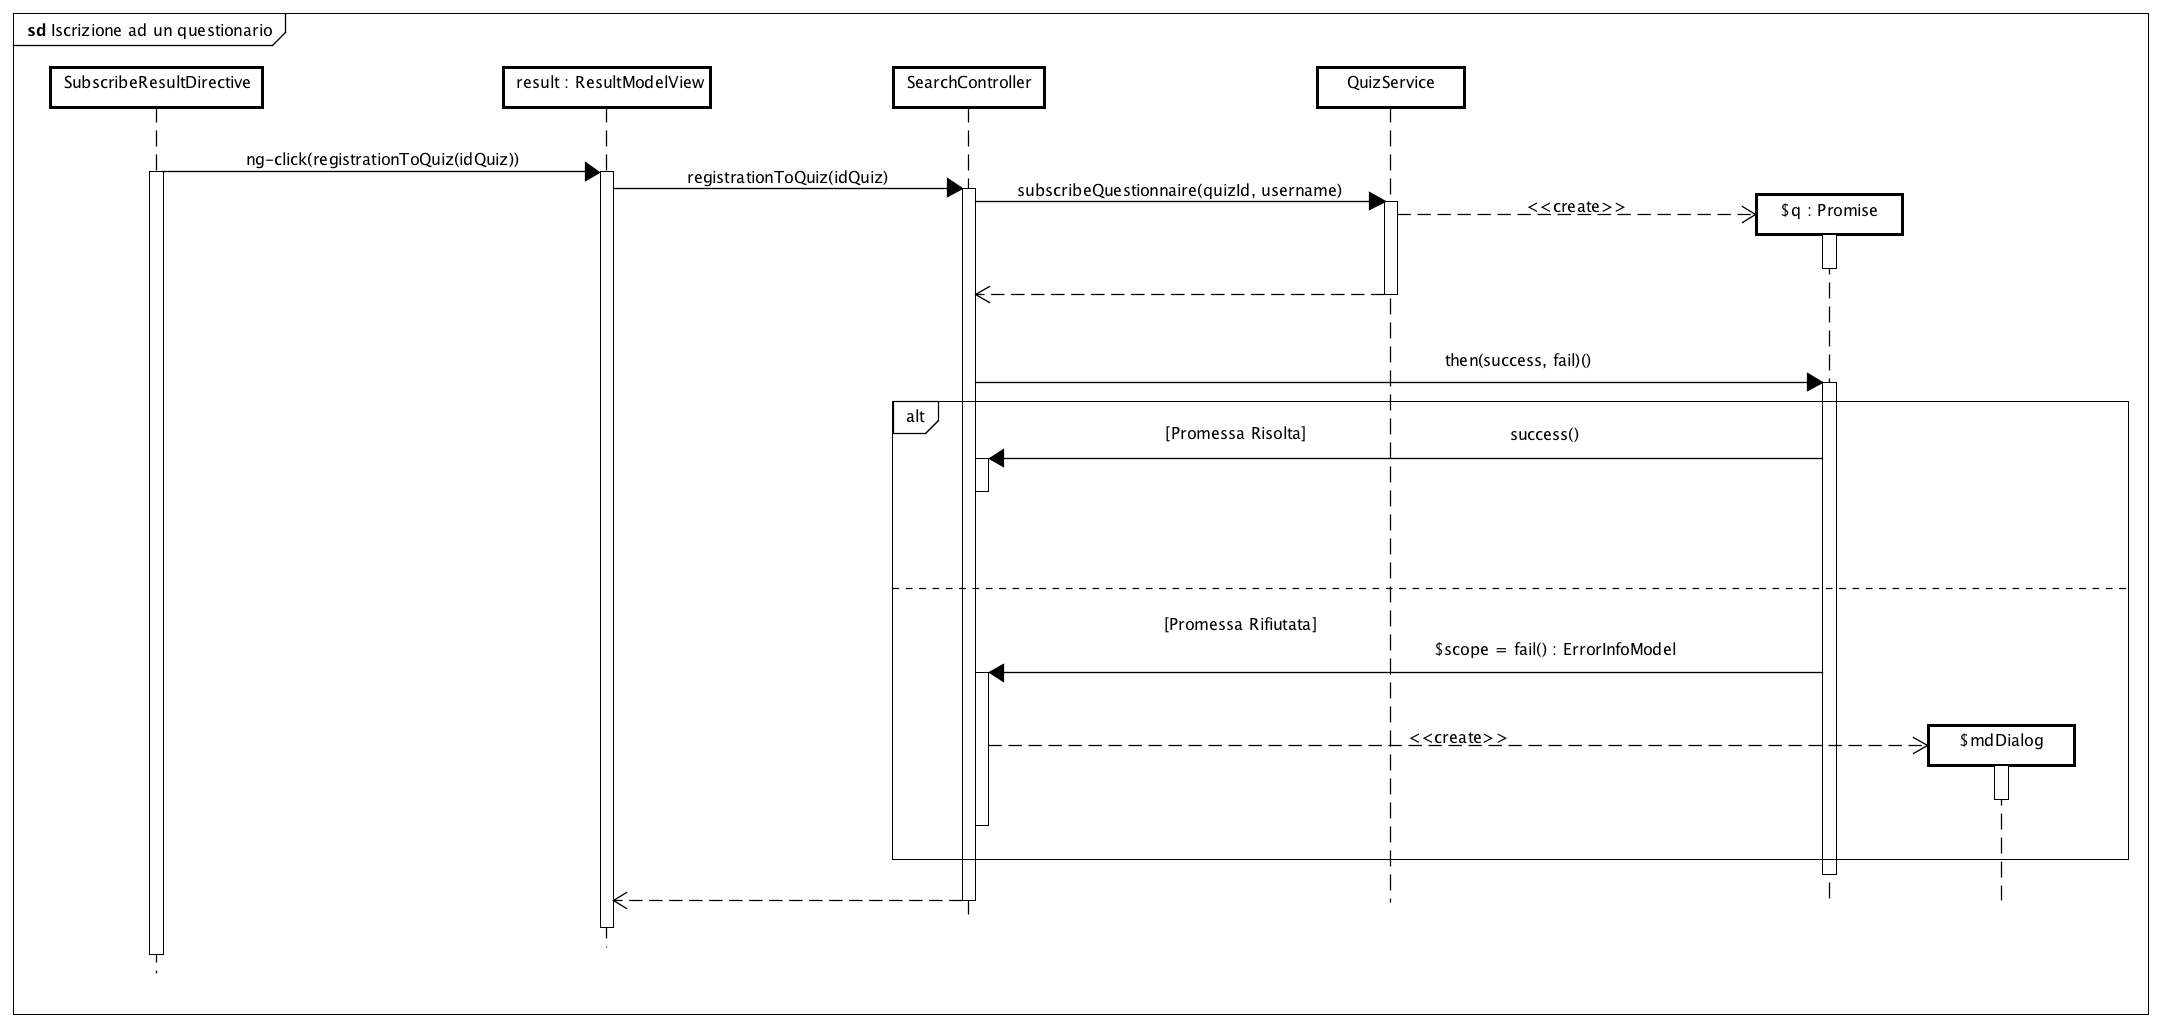 sd Iscrizione ad un questionario
SubscribeResultDirective
result : ResultModelView
SearchController
QuizService
ng-click(registrationToQuiz(idQuiz))
registrationToQuiz(idQuiz)
subscribeQuestionnaire(quizId, username)
<<create>>
$q : Promise
then(success, fail)()
alt
[Promessa Risolta]
success()
[Promessa Rifiutata]
$scope = fail() : ErrorInfoModel
<<create>>
$mdDialog